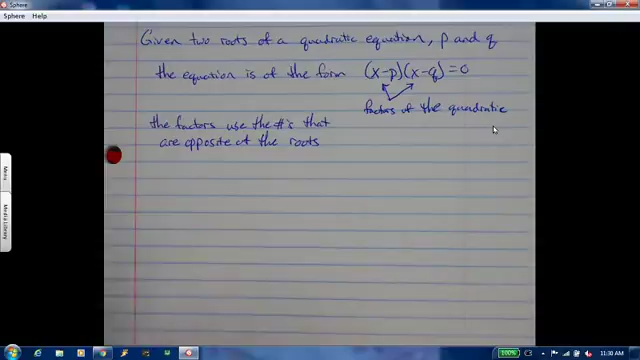 Sphere
Sphere Help
Given two roots of a quadratic equation, p and q
the equation is of the form (x-p)(x-q)=0
factors of the quadratic
the factors use the #'s that
are opposite of the roots
Media Library
100%
11:30 AM